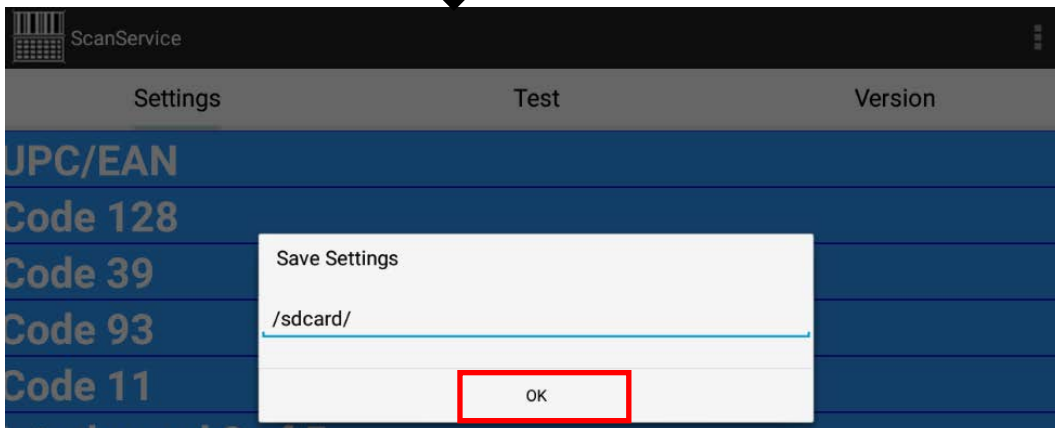 ScanService
Settings Test Version
UPC/EAN
Code 128
Code 39
Code 93
Code 11
Save Settings
/sdcard/
OK